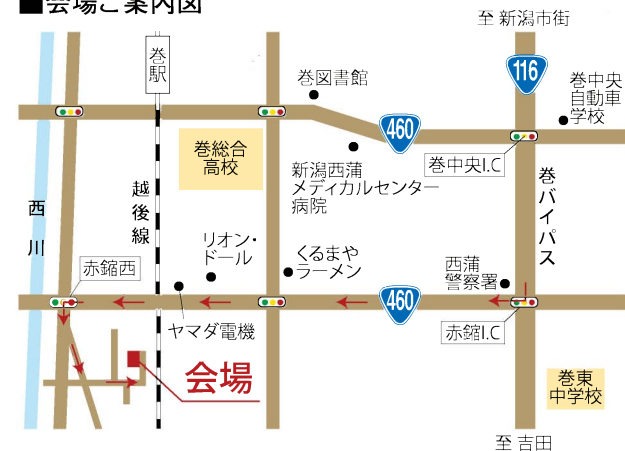 ■会場ご案内図
至 新潟市街
巻駅
116
巻図書館
巻中央
自動車
学校
460
巻総合
高校
巻中央I.C
新潟西蒲
メディカルセンター
病院
越後線
西川
巻バイパス
リオン・
ドール
くるまや
ラーメン
西蒲
警察署
赤鏥西
460
ヤマダ電機
赤鏥I.C
会場
巻東
中学校
至 吉田